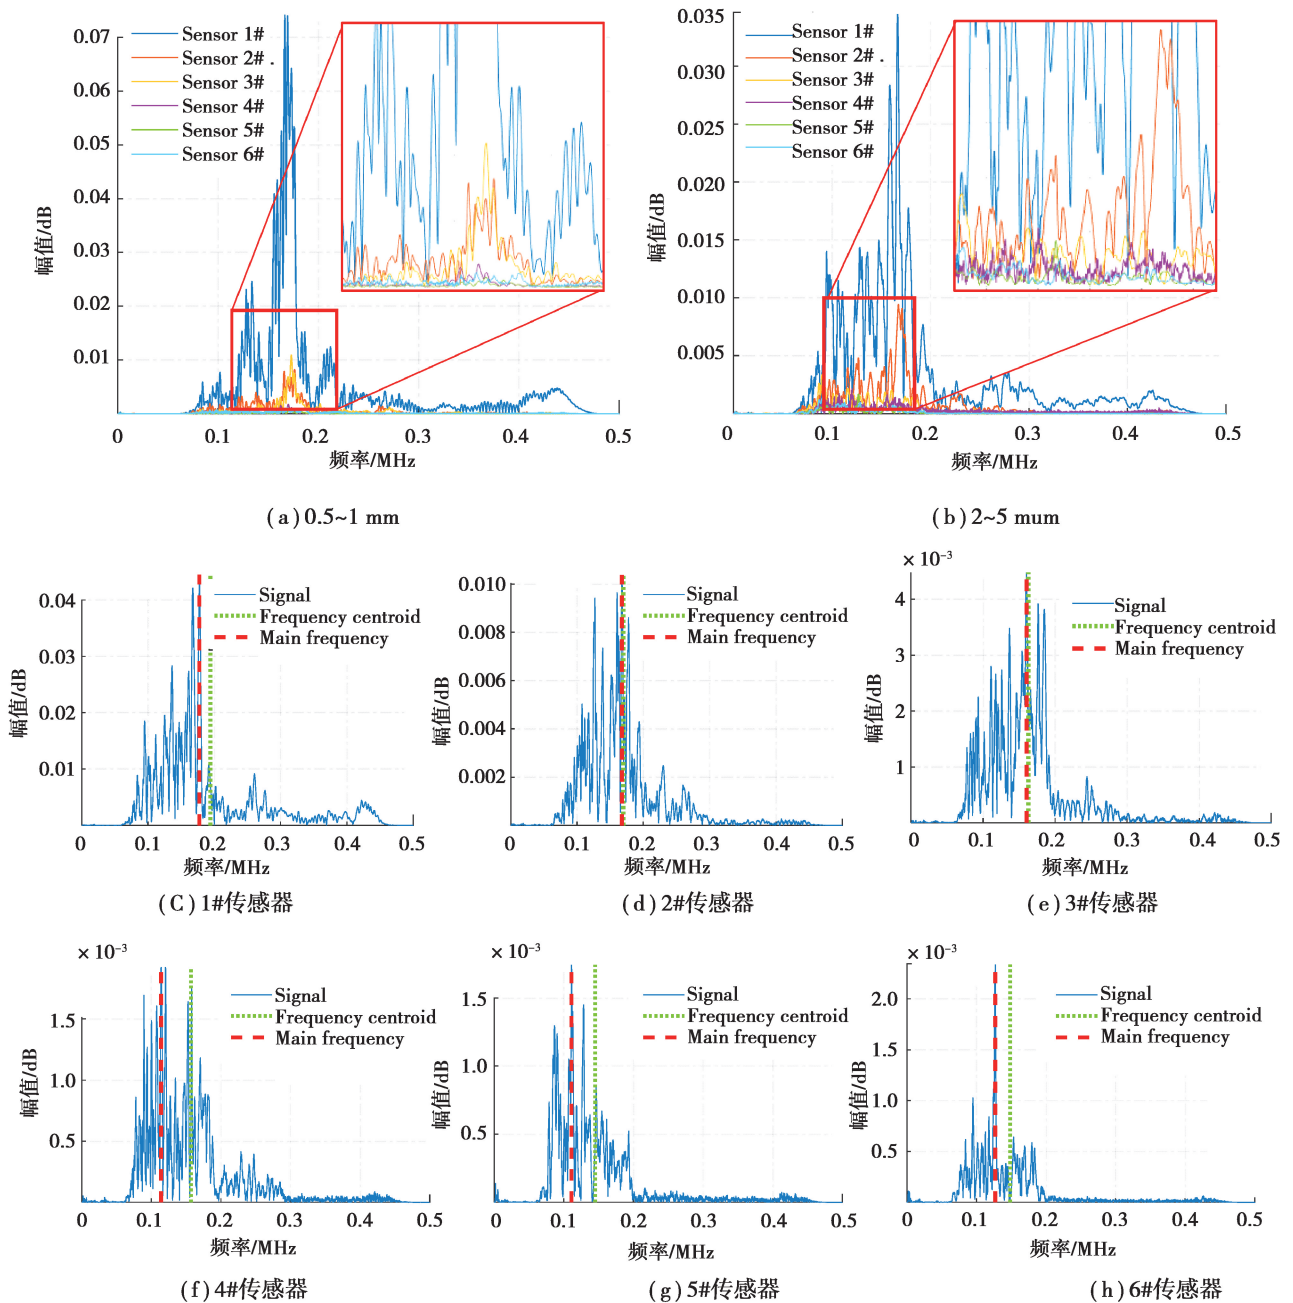 0.07
0.06
0.05
0.04
0.03
0.02
0.01
幅值/dB
Sensor 1#
Sensor 2#.
Sensor 3#
Sensor 4#
Sensor 5#
Sensor 6#
0 0.1 0.2 0.3 0.4 0.5
频率/MHz
(a)0.5~1 mm
0.035
0.030
0.025
0.020
0.015
0.010
0.005
幅值/dB
Sensor 1#
Sensor 2#.
Sensor 3#
Sensor 4#
Sensor 5#
Sensor 6#
0 0.1 0.2 0.3 0.4 0.5
频率/MHz
(b)2~5 mum
0.04
0.03
0.02
0.01
幅值/dB
Signal
Frequency centroid
Main frequency
0 0.1 0.2 0.3 0.4 0.5
频率/MHz
(C)1#传感器
0.010
0.008
0.006
0.004
0.002
幅值/dB
Signal
Frequency centroid
Main frequency
0 0.1 0.2 0.3 0.4 0.5
频率/MHz
(d)2#传感器
× 10⁻³
4
3
2
1
幅值/dB
Signal
Frequency centroid
Main frequency
0 0.1 0.2 0.3 0.4 0.5
频率/MHz
(e)3#传感器
× 10⁻³
1.5
1.0
0.5
幅值/dB
Signal
Frequency centroid
Main frequency
0 0.1 0.2 0.3 0.4 0.5
频率/MHz
(f)4#传感器
× 10⁻³
1.5
1.0
0.5
幅值/dB
Signal
Frequency centroid
Main frequency
0 0.1 0.2 0.3 0.4 0.5
频率/MHz
(g)5#传感器
× 10⁻³
2.0
1.5
1.0
0.5
幅值/dB
Signal
Frequency centroid
Main frequency
0 0.1 0.2 0.3 0.4 0.5
频率/MHz
(h)6#传感器